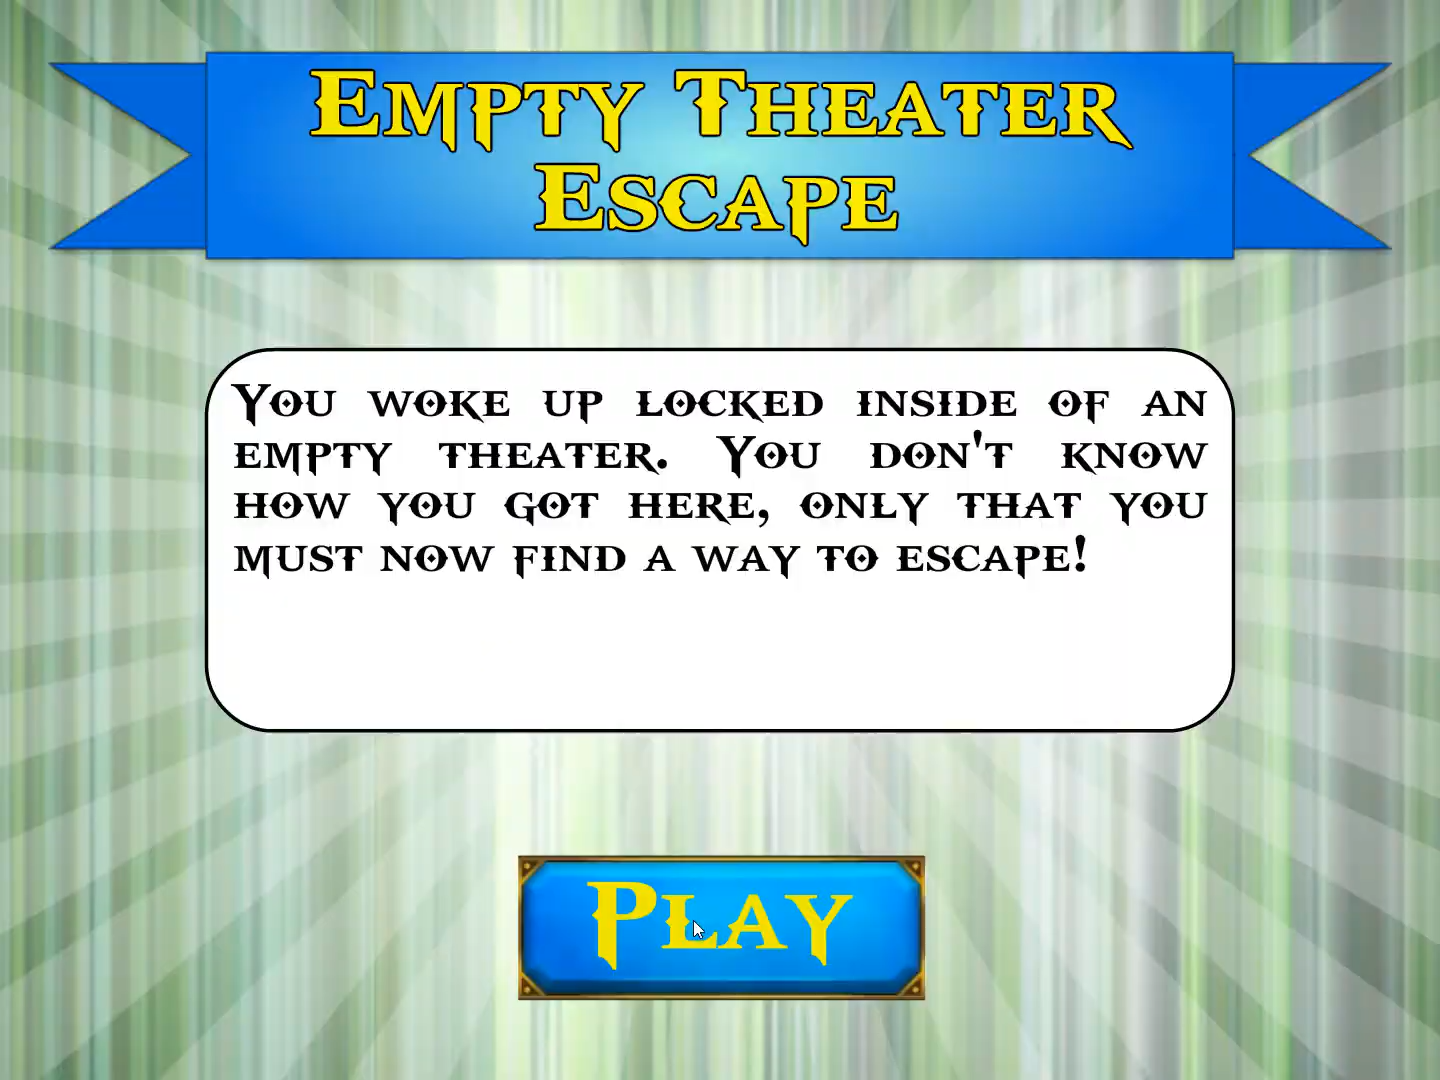 Empty Theater
Escape
You woke up locked inside of an
empty theater. You don't know
how you got here, only that you
must now find a way to escape!
Play